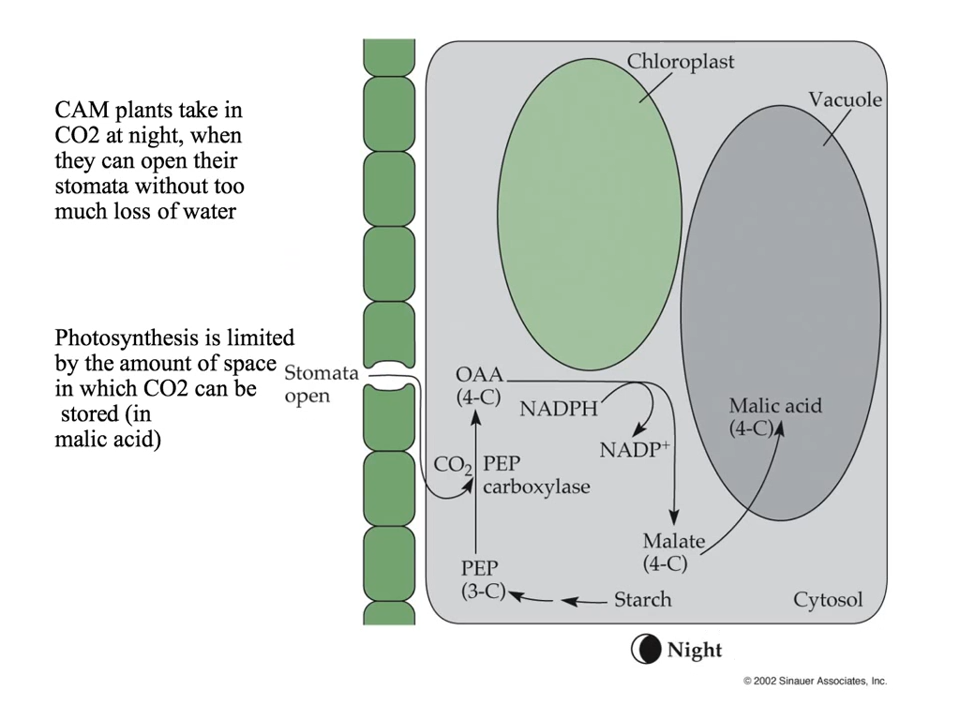 CAM plants take in
CO2 at night, when
they can open their
stomata without too
much loss of water
Photosynthesis is limited
by the amount of space
in which CO2 can be
stored (in
malic acid)
Stomata
open
Chloroplast
Vacuole
OAA
(4-C)
NADPH
NADP⁺
Malic acid
(4-C)
CO₂
PEP
carboxylase
Malate
(4-C)
PEP
(3-C)
Starch
Cytosol
Night
© 2002 Sinauer Associates, Inc.